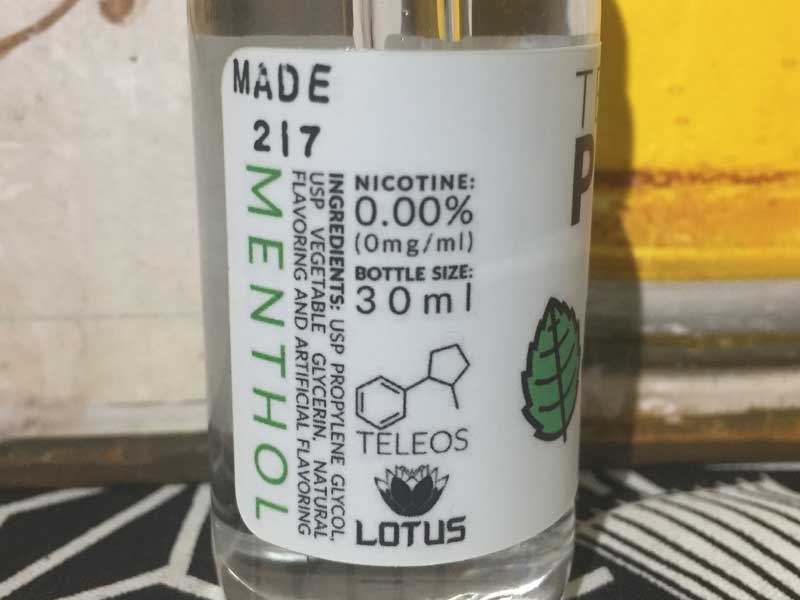 MADE
217
MENTHOL
INGREDIENTS: USP PROPYLENE GLYCOL,
USP VEGETABLE GLYCERIN, NATURAL
FLAVORING AND ARTIFICIAL FLAVORING
NICOTINE:
0.00%
(0mg/ml)
BOTTLE SIZE:
30ml
TELEOS
LOTUS
TE
P